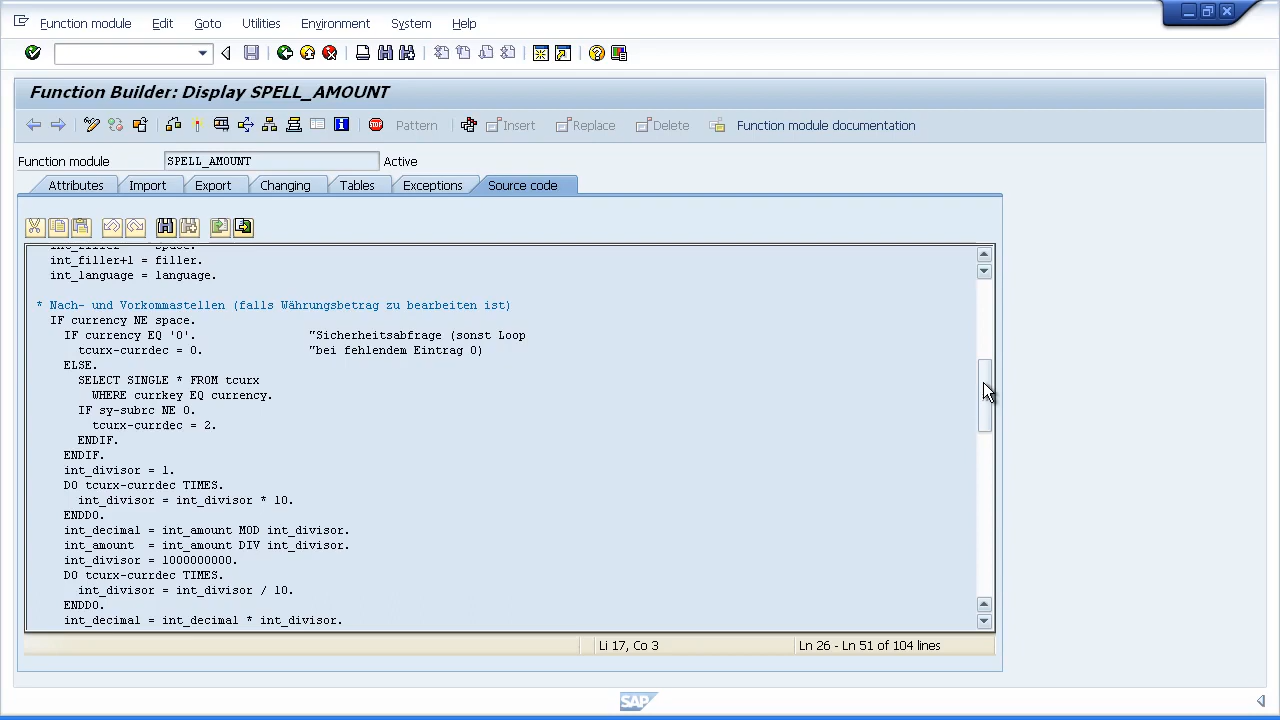 Function module Edit Goto Utilities Environment System Help
Function Builder: Display SPELL_AMOUNT
Pattern Insert Replace Delete Function module documentation
Function module SPELL_AMOUNT Active
Attributes Import Export Changing Tables Exceptions Source code
int_filler+1 = filler.
int_language = language.
* Nach- und Vorkommastellen (falls Währungsbetrag zu bearbeiten ist)
IF currency NE space.
IF currency EQ '0'. "Sicherheitsabfrage (sonst Loop
tcurx-currdec = 0. "bei fehlendem Eintrag 0)
ELSE.
SELECT SINGLE * FROM tcurx
WHERE currkey EQ currency.
IF sy-subrc NE 0.
tcurx-currdec = 2.
ENDIF.
ENDIF.
int_divisor = 1.
DO tcurx-currdec TIMES.
int_divisor = int_divisor * 10.
ENDDO.
int_decimal = int_amount MOD int_divisor.
int_amount = int_amount DIV int_divisor.
int_divisor = 1000000000.
DO tcurx-currdec TIMES.
int_divisor = int_divisor / 10.
ENDDO.
int_decimal = int_decimal * int_divisor.
Li 17, Co 3 Ln 26 - Ln 51 of 104 lines
SAP